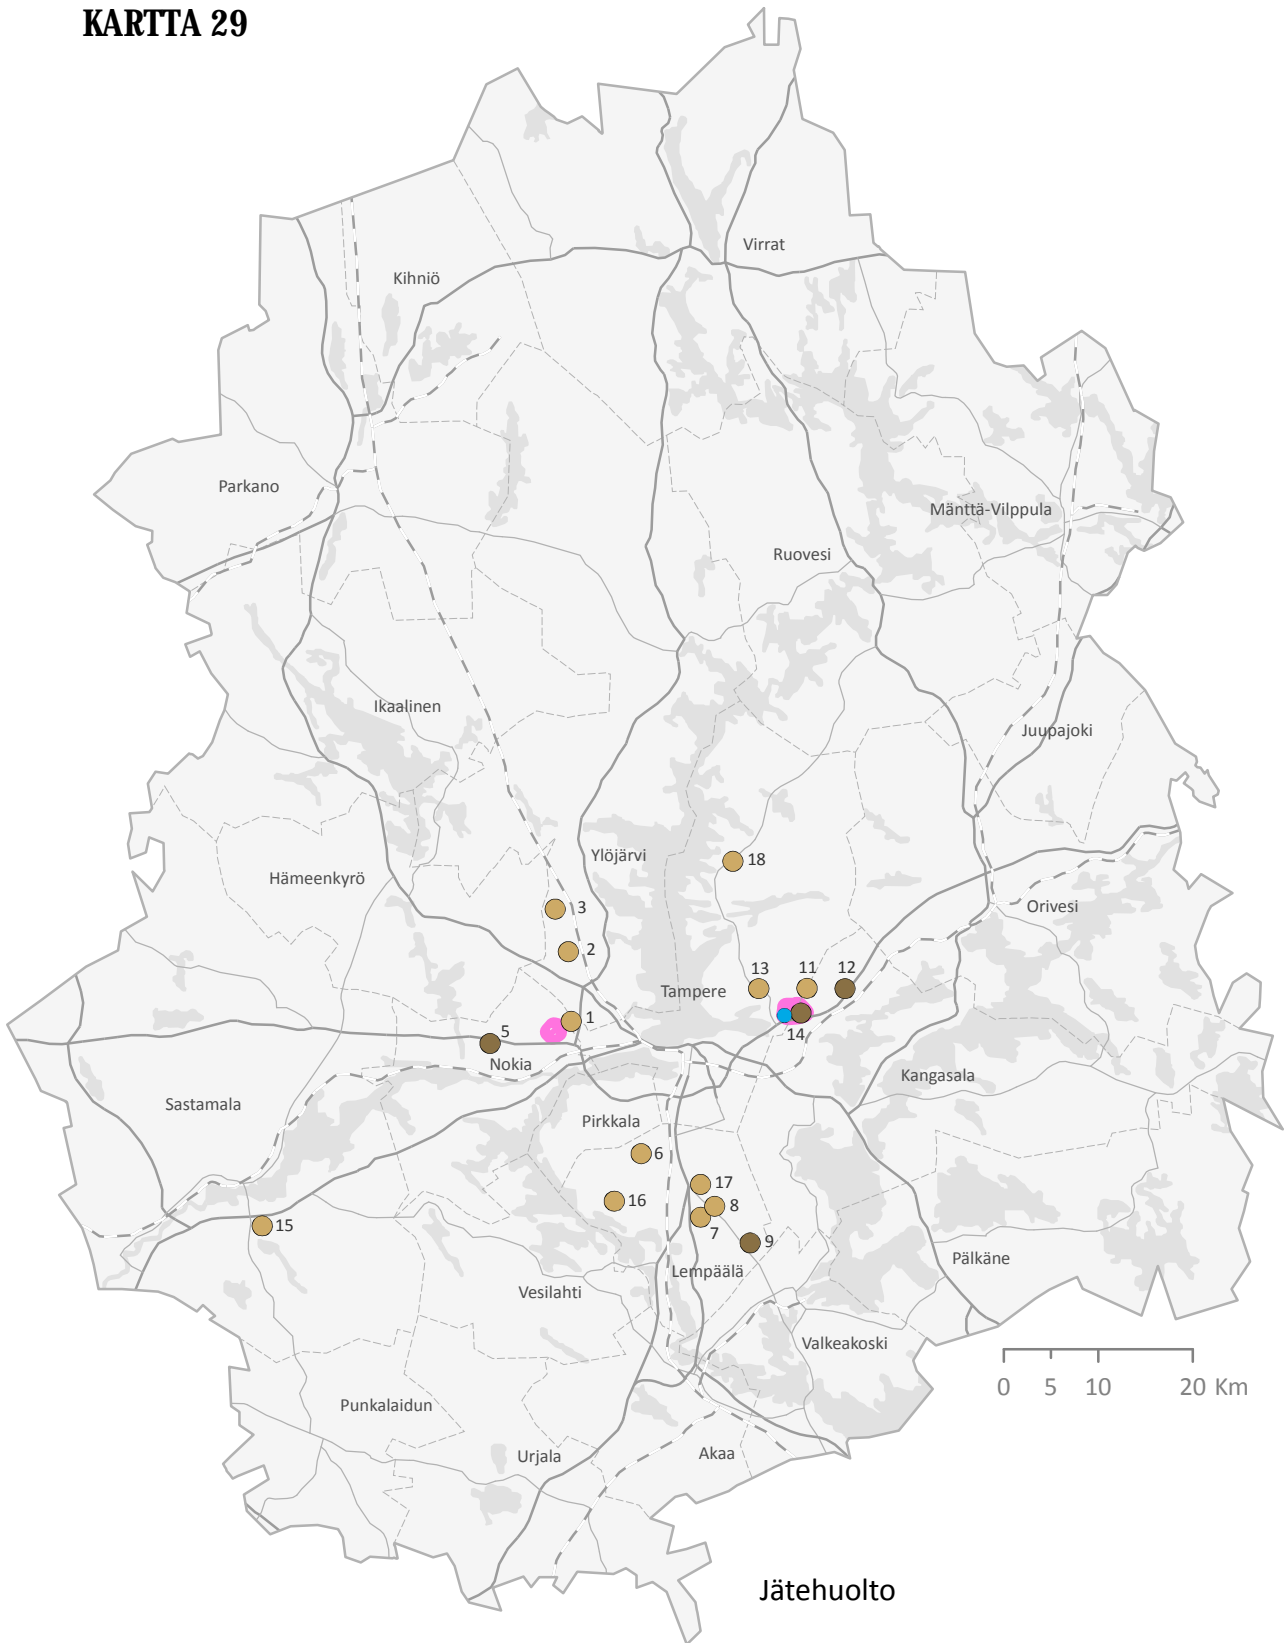 KARTTA 29
Virrat
Kihniö
Parkano
Mänttä-Vilppula
Ruovesi
Ikaalinen
Juupajoki
Ylöjärvi
18
Hämeenkyrö
3
Orivesi
2
13
11
12
Tampere
1
5
14
Nokia
Kangasala
Sastamala
Pirkkala
6
17
16
8
15
7
9
Pälkäne
Lempäälä
Vesilahti
Valkeakoski
0 5 10 20 Km
Punkalaidun
Akaa
Urjala
Jätehuolto